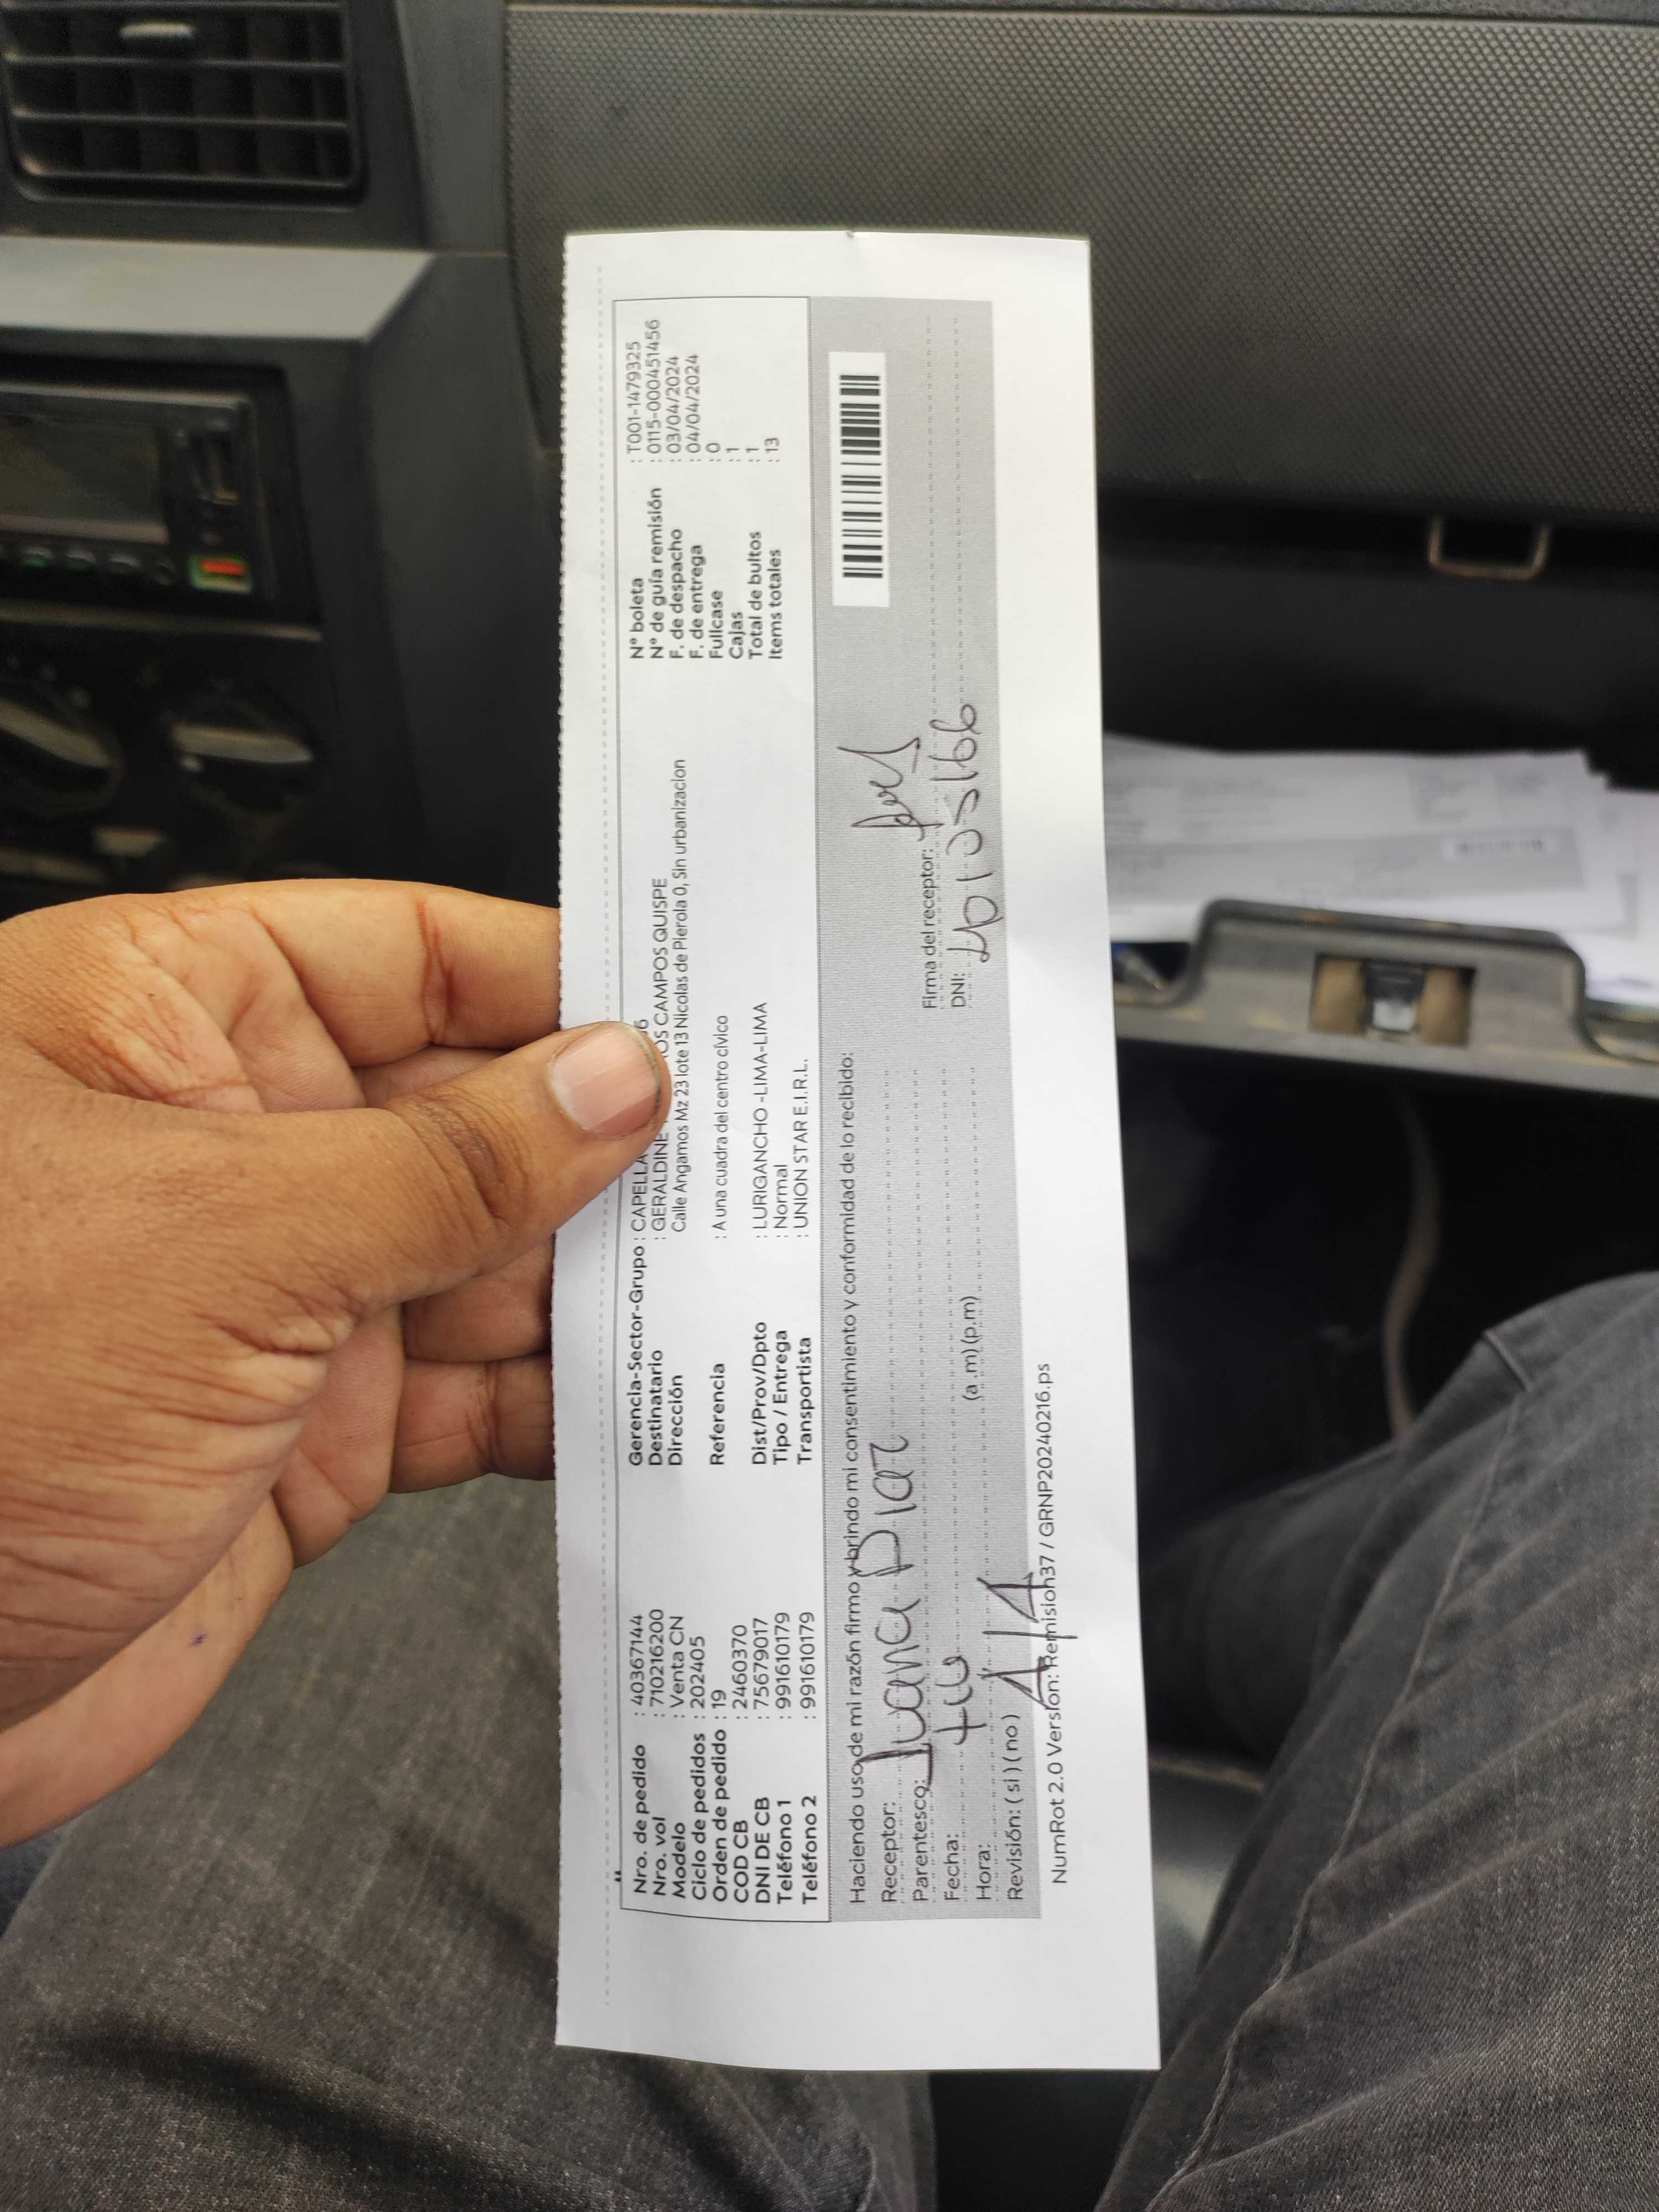 Nro. de pedido : 40367144
Nro. vol : 710216200
Modelo : Venta CN
Ciclo de pedidos : 202405
Orden de pedido : 19
COD CB : 2460370
DNI DE CB : 75679017
Teléfono 1 : 991610179
Teléfono 2 : 991610179
Gerencia-Sector-Grupo : CAPELLA
Destinatario : GERALDINE CAMPOS QUISPE
Dirección Calle Angamos Mz 23 lote 13 Nicolas de Pierola 0, Sin urbanizacion
Referencia : A una cuadra del centro cívico
Dist/Prov/Dpto : LURIGANCHO -LIMA-LIMA
Tipo / Entrega : Normal
Transportista : UNION STAR E.I.R.L.
N° boleta : T001-1479325
N° de guía remisión : 0115-000451456
F. de despacho : 03/04/2024
F. de entrega : 04/04/2024
Fullcase : 0
Cajas : 1
Total de bultos : 1
Items totales : 13
Haciendo uso de mi razón firmo y brindo mi consentimiento y conformidad de lo recibido:
Receptor: Juana Diaz
Parentesco:
Fecha:
Hora: (a .m) (p.m)
Revisión: ( si ) ( no )
Firma del receptor:
DNI:
NumRot 2.0 Version: Remision37 / GRNP20240216.ps